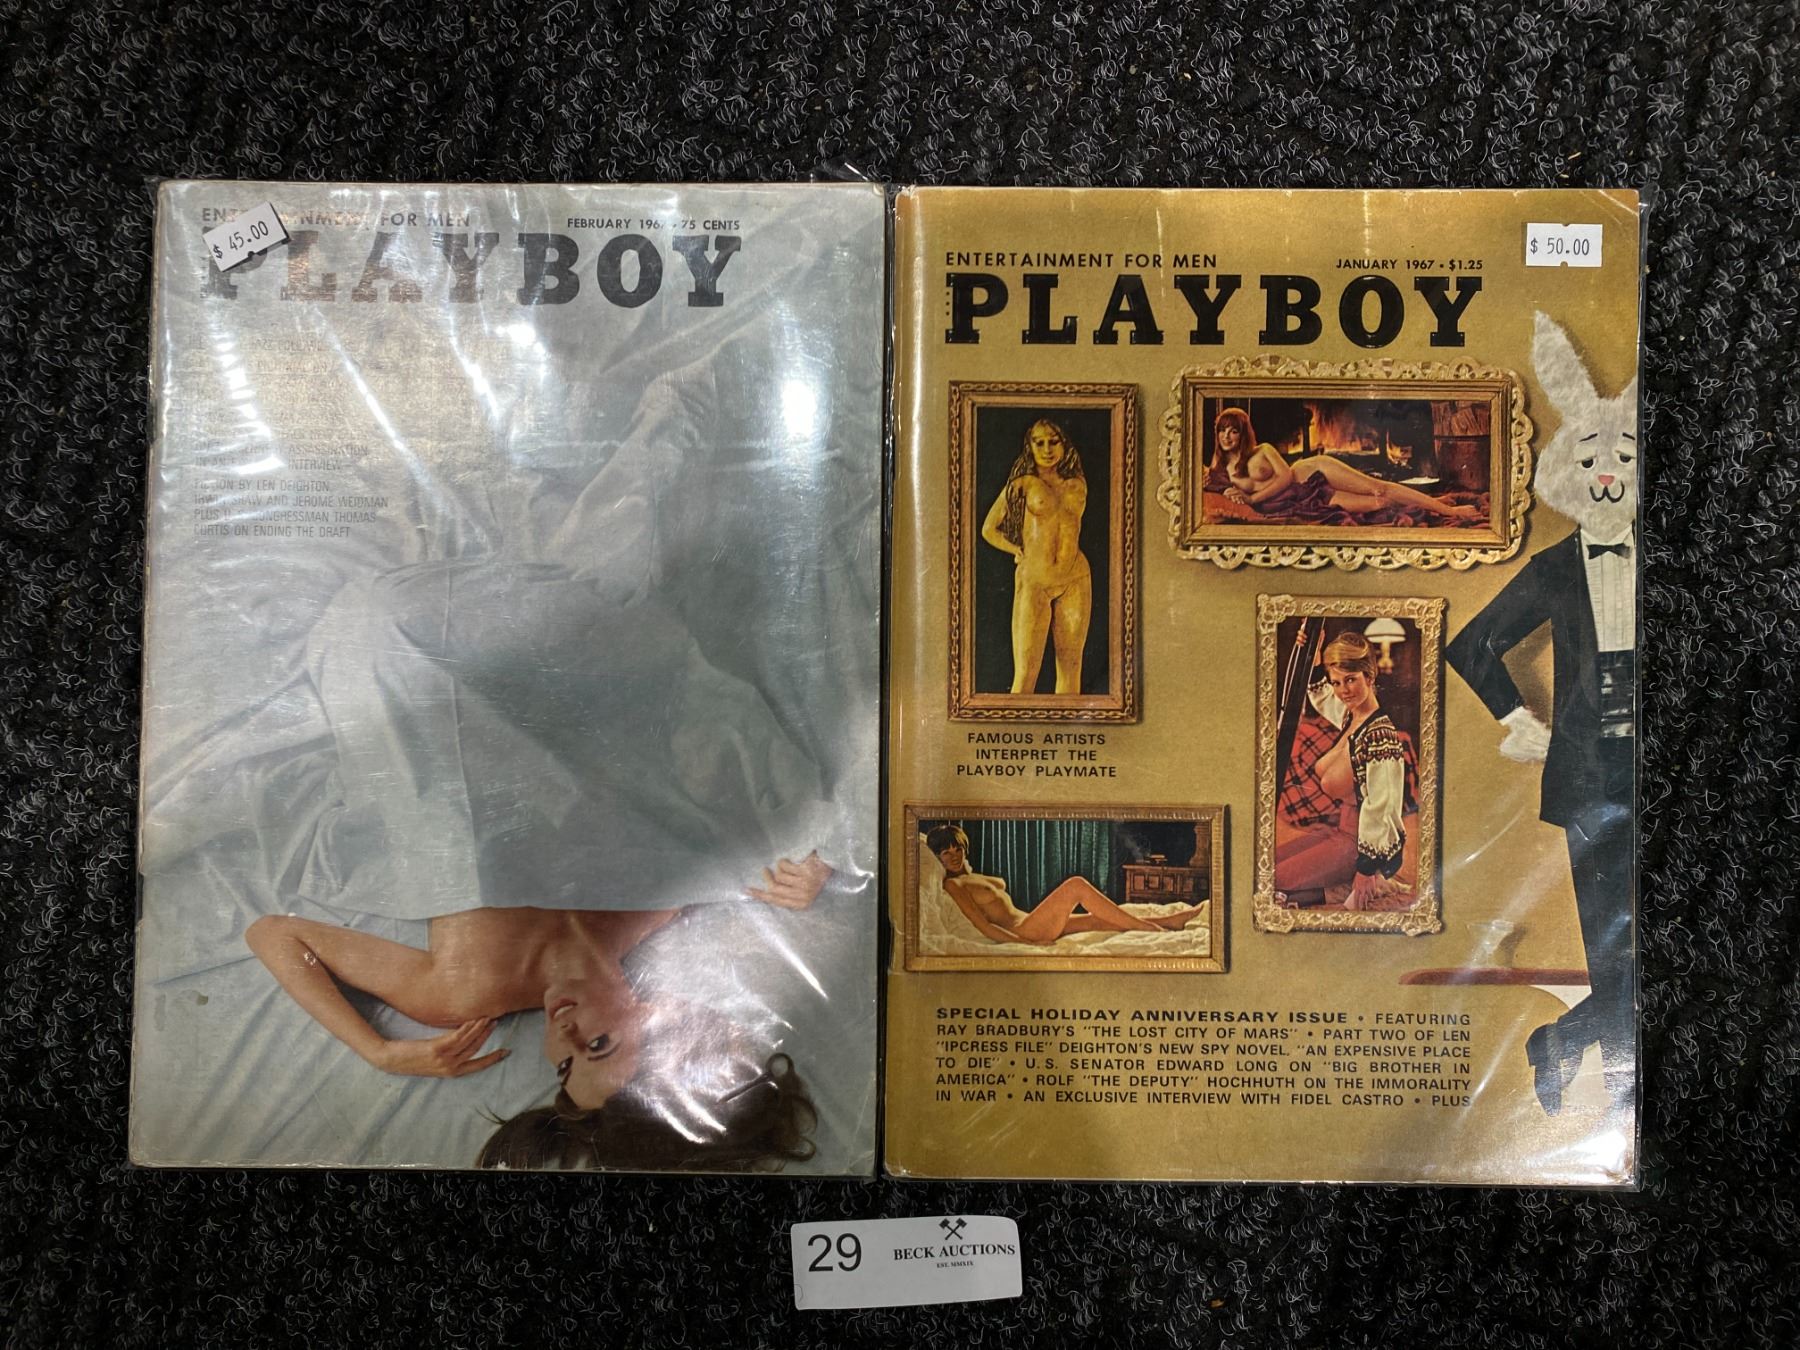 $ 45.00
FOR MEN
FEBRUARY 196 75 CENTS
PLAYBOY
ASSASSINATION
INTERVIEW
FICTION BY LEN DEIGHTON,
IRWIN SHAW AND JEROME WEIDMAN
PLUS U.S. CONGRESSMAN THOMAS
CURTIS ON ENDING THE DRAFT
$ 50.00
ENTERTAINMENT FOR MEN
JANUARY 1967 • $1.25
PLAYBOY
FAMOUS ARTISTS
INTERPRET THE
PLAYBOY PLAYMATE
SPECIAL HOLIDAY ANNIVERSARY ISSUE • FEATURING
RAY BRADBURY'S "THE LOST CITY OF MARS" • PART TWO OF LEN
"IPCRESS FILE" DEIGHTON'S NEW SPY NOVEL, "AN EXPENSIVE PLACE
TO DIE" • U.S. SENATOR EDWARD LONG ON "BIG BROTHER IN
AMERICA" • ROLF "THE DEPUTY" HOCHHUTH ON THE IMMORALITY
IN WAR • AN EXCLUSIVE INTERVIEW WITH FIDEL CASTRO • PLUS
29
BECK AUCTIONS
EST. MMXIX